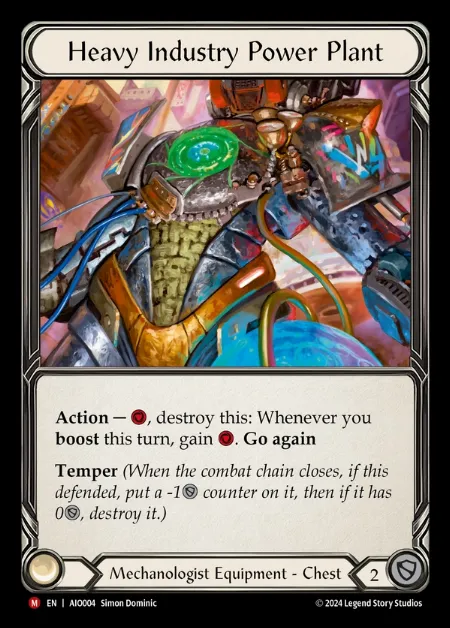 Heavy Industry Power Plant
Action — , destroy this: Whenever you
boost this turn, gain . Go again
Temper (When the combat chain closes, if this
defended, put a -1 counter on it, then if it has
0, destroy it.)
Mechanologist Equipment - Chest 2
M EN | AIO004 Simon Dominic © 2024 Legend Story Studios